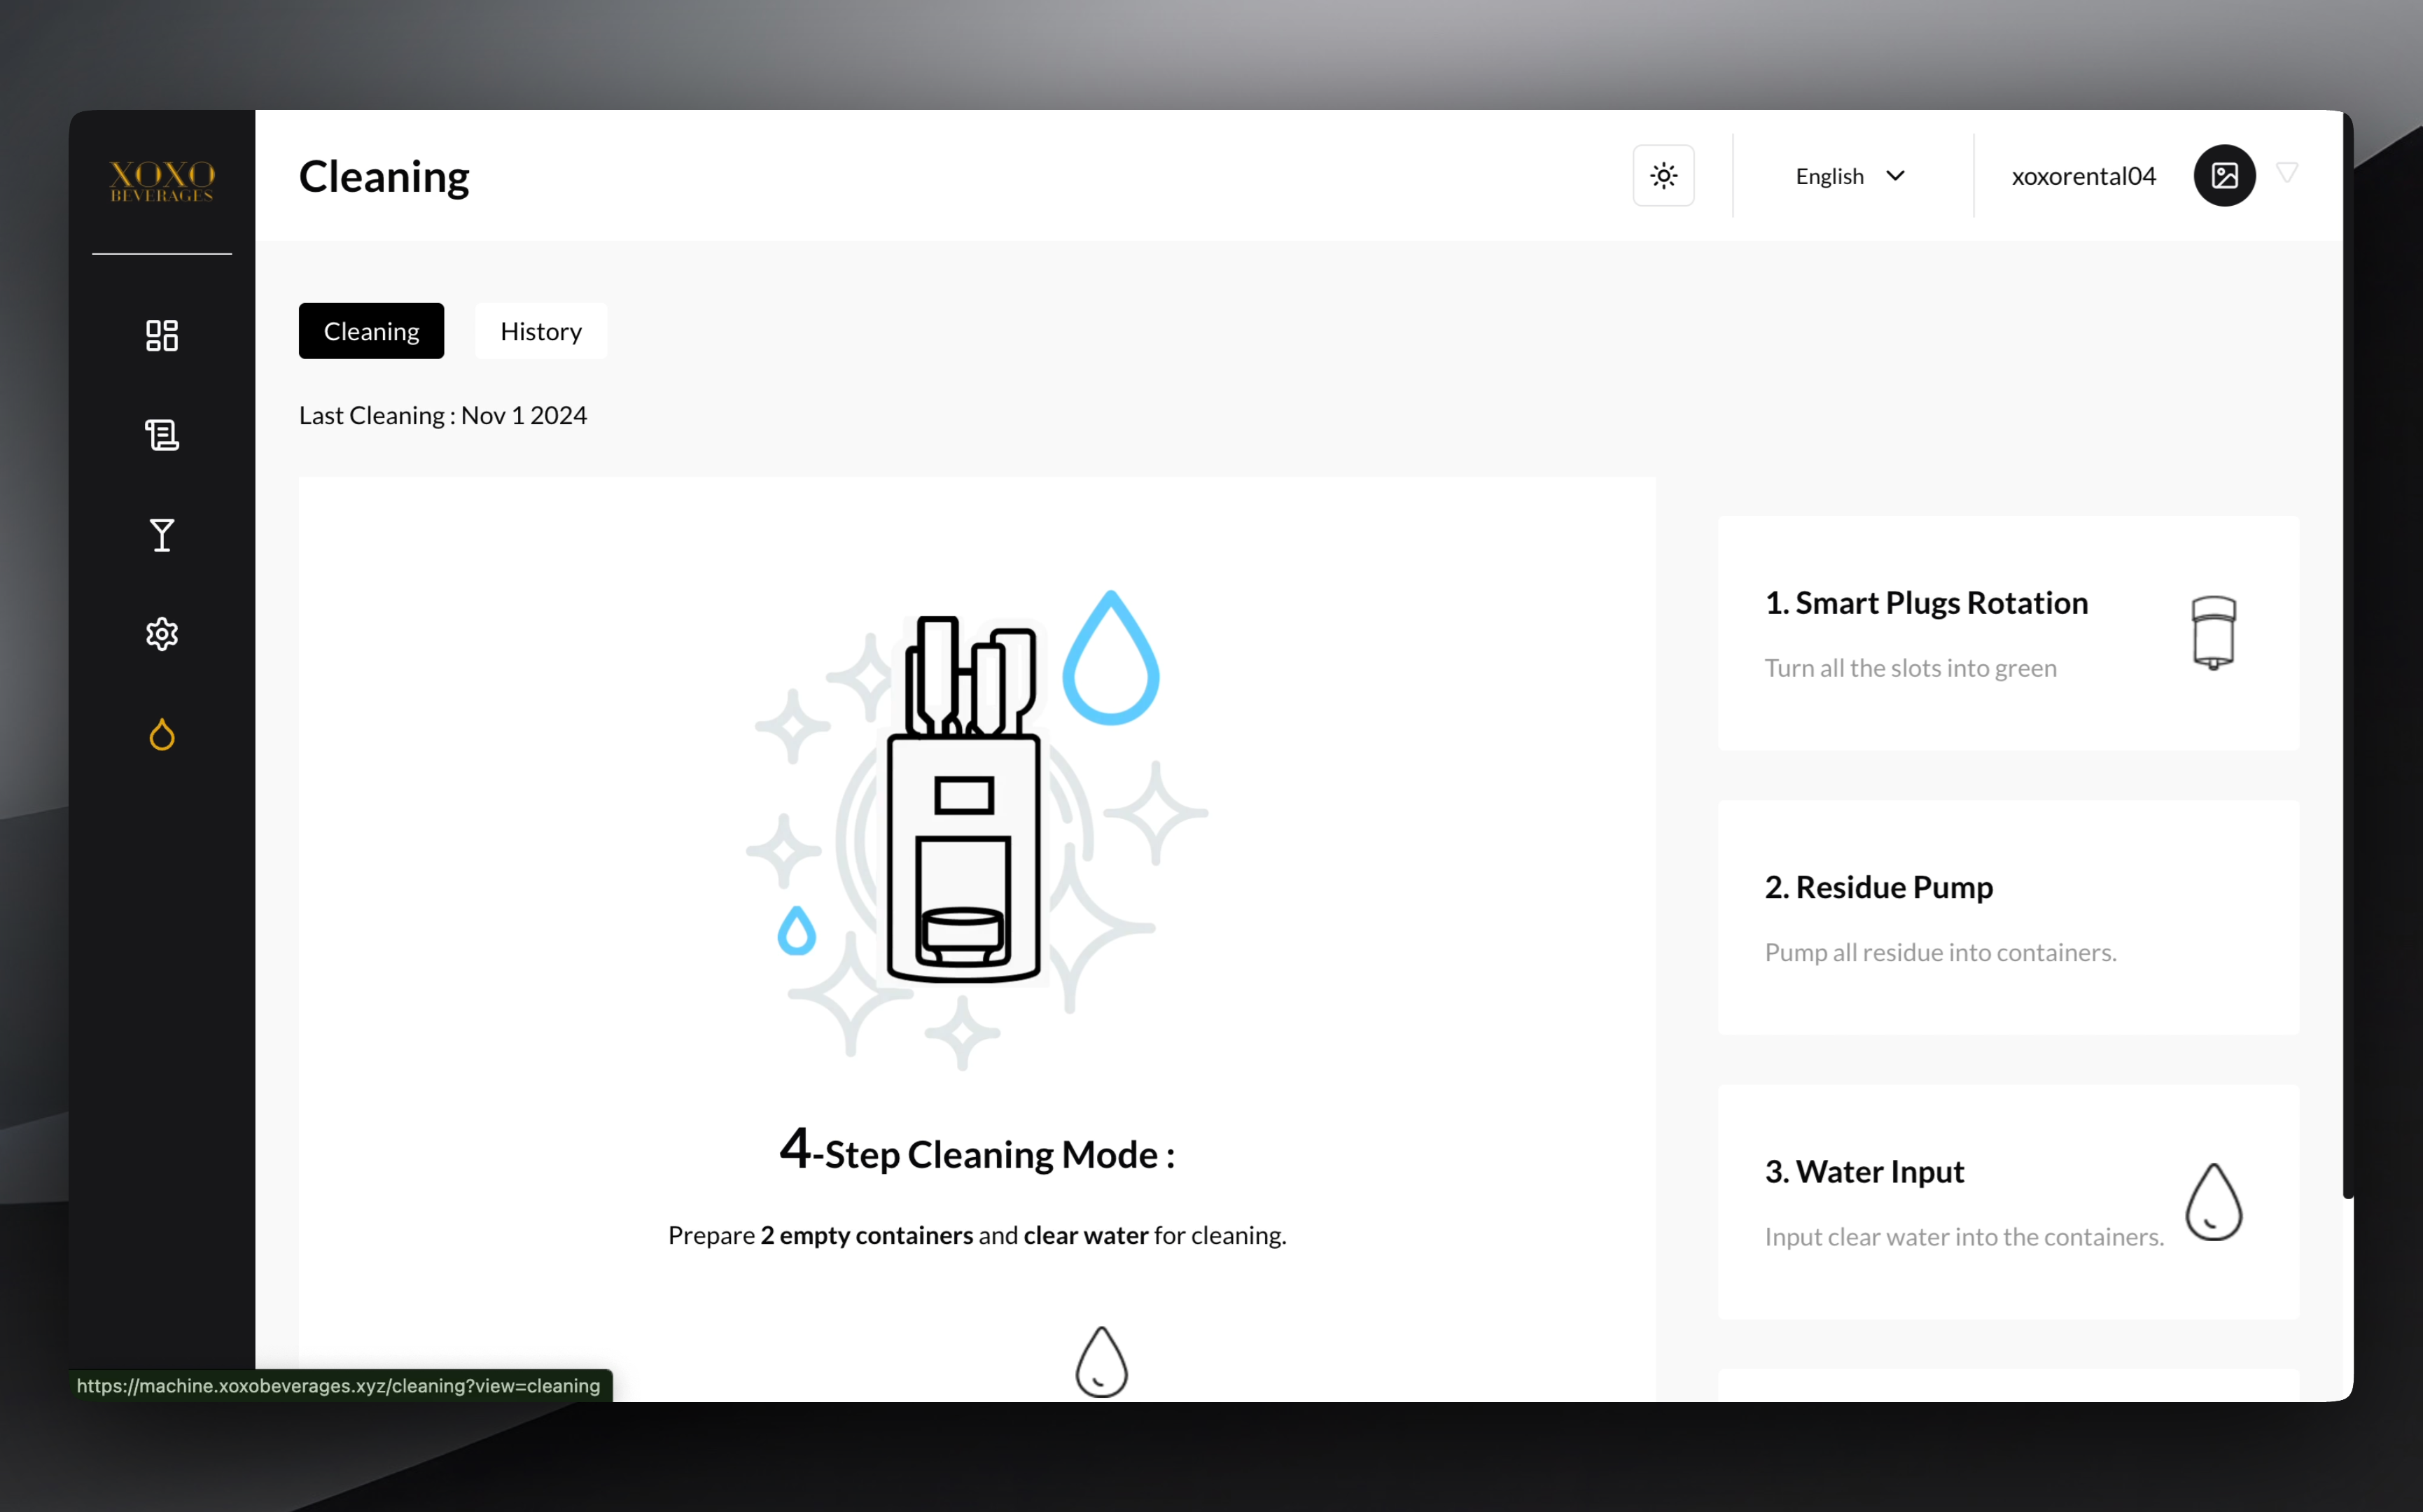 XOXO
BEVERAGES
Cleaning
English
xoxorental04
Cleaning
History
Last Cleaning : Nov 1 2024
4-Step Cleaning Mode :
Prepare 2 empty containers and clear water for cleaning.
1. Smart Plugs Rotation
Turn all the slots into green
2. Residue Pump
Pump all residue into containers.
3. Water Input
Input clear water into the containers.
https://machine.xoxobeverages.xyz/cleaning?view=cleaning